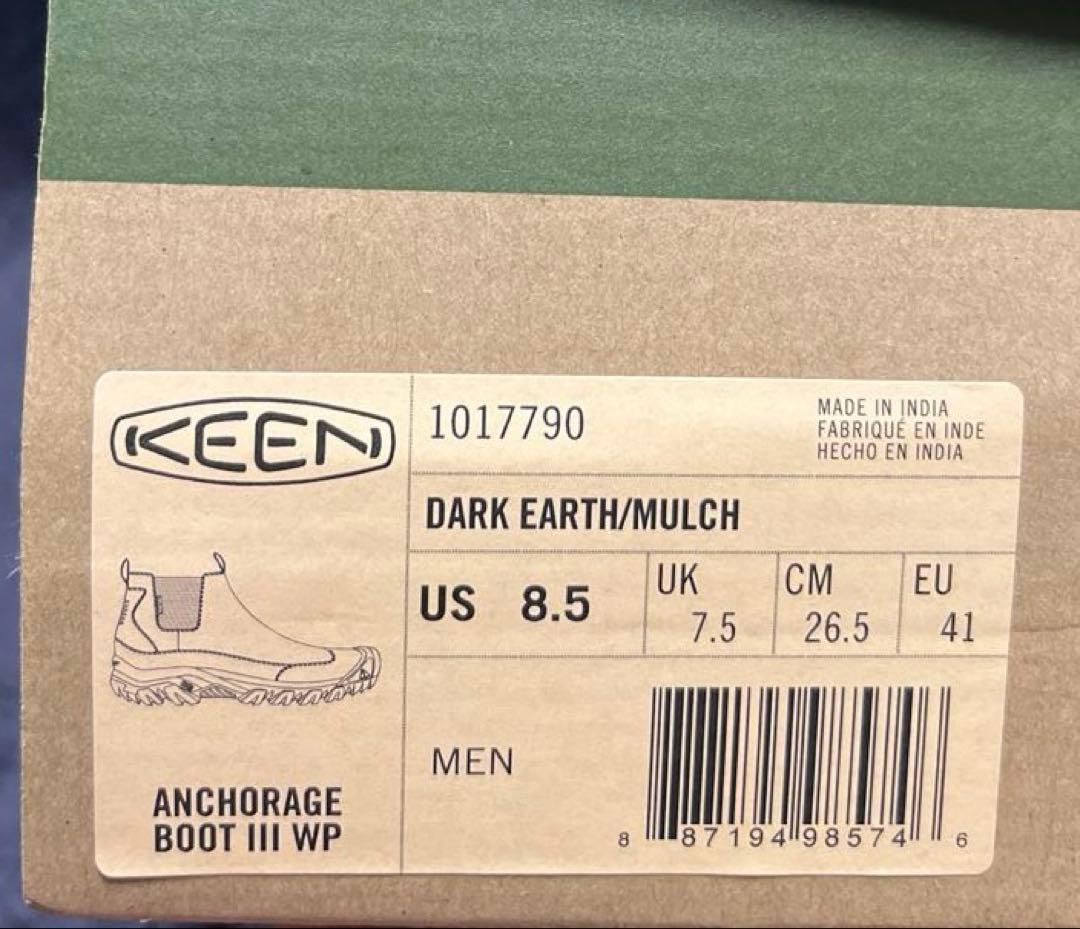 KEEN
1017790
MADE IN INDIA
FABRIQUÉ EN INDE
HECHO EN INDIA
DARK EARTH/MULCH
US 8.5
UK
7.5
CM
26.5
EU
41
MEN
8 87194 98574 6
ANCHORAGE
BOOT III WP